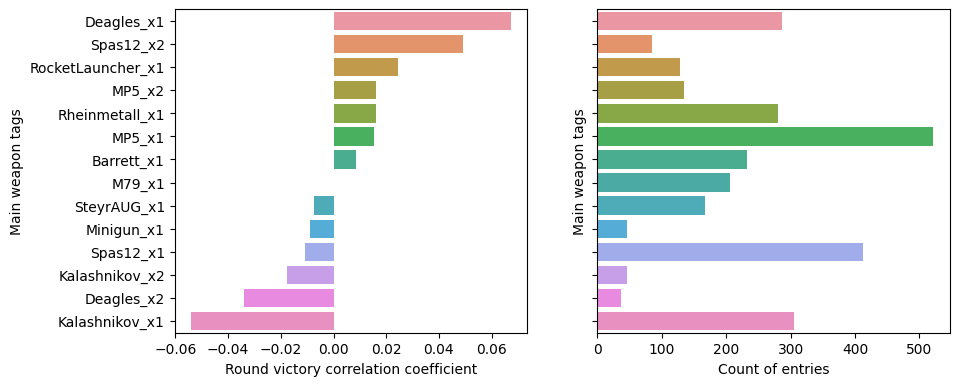 Main weapon tags
Deagles_x1
Spas12_x2
RocketLauncher_x1
MP5_x2
Rheinmetall_x1
MP5_x1
Barrett_x1
M79_x1
SteyrAUG_x1
Minigun_x1
Spas12_x1
Kalashnikov_x2
Deagles_x2
Kalashnikov_x1
−0.06 −0.04 −0.02 0.00 0.02 0.04 0.06
Round victory correlation coefficient
Main weapon tags
0 100 200 300 400 500
Count of entries